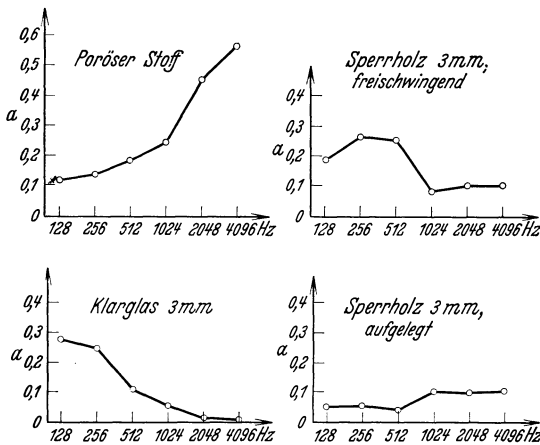 Poröser Stoff
a
0,6
0,5
0,4
0,3
0,2
0,1
0
128 256 512 1024 2048 4096 Hz
Sperrholz 3 mm,
freischwingend
a
0,4
0,3
0,2
0,1
0
128 256 512 1024 2048 4096 Hz
Klarglas 3 mm
a
0,4
0,3
0,2
0,1
0
128 256 512 1024 2048 4096 Hz
Sperrholz 3 mm,
aufgelegt
a
0,4
0,3
0,2
0,1
0
128 256 512 1024 2048 4096 Hz